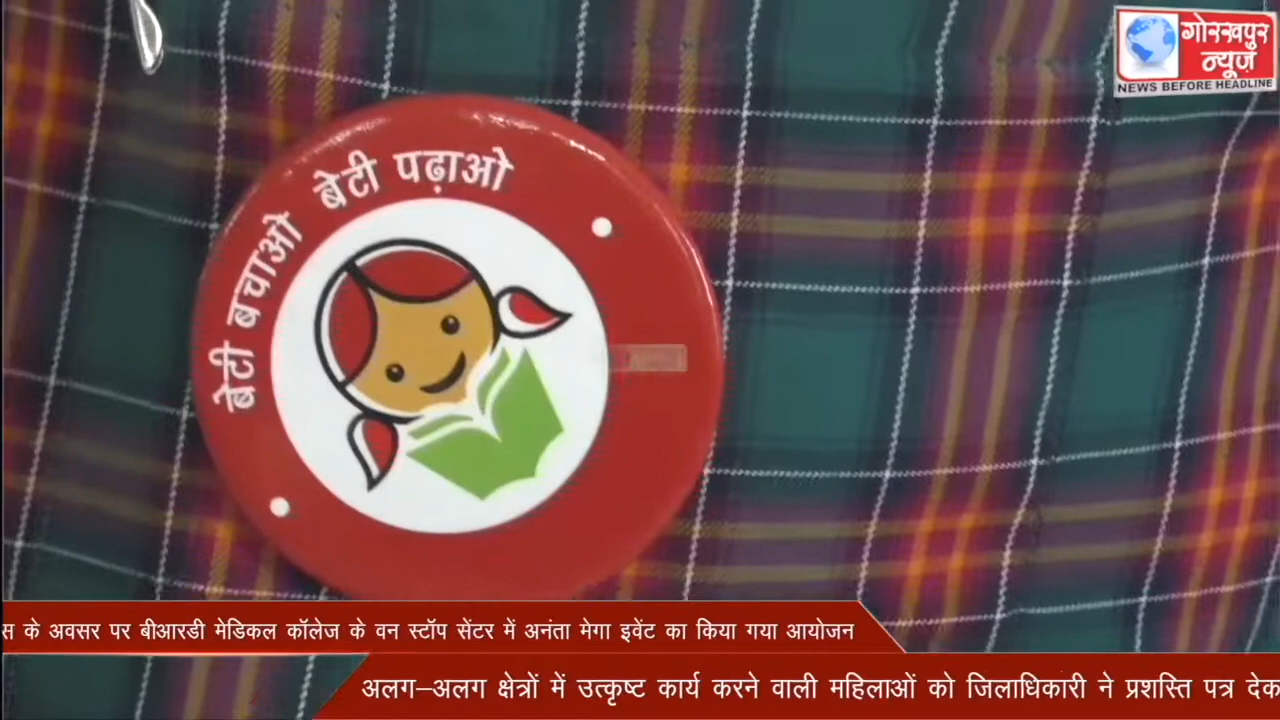 गोरखपुर
न्यूज़
NEWS BEFORE HEADLINE
बेटी बचाओ बेटी पढ़ाओ
स के अवसर पर बीआरडी मेडिकल कॉलेज के वन स्टॉप सेंटर में अनंता मेगा इवेंट का किया गया आयोजन
अलग–अलग क्षेत्रों में उत्कृष्ट कार्य करने वाली महिलाओं को जिलाधिकारी ने प्रशस्ति पत्र देक